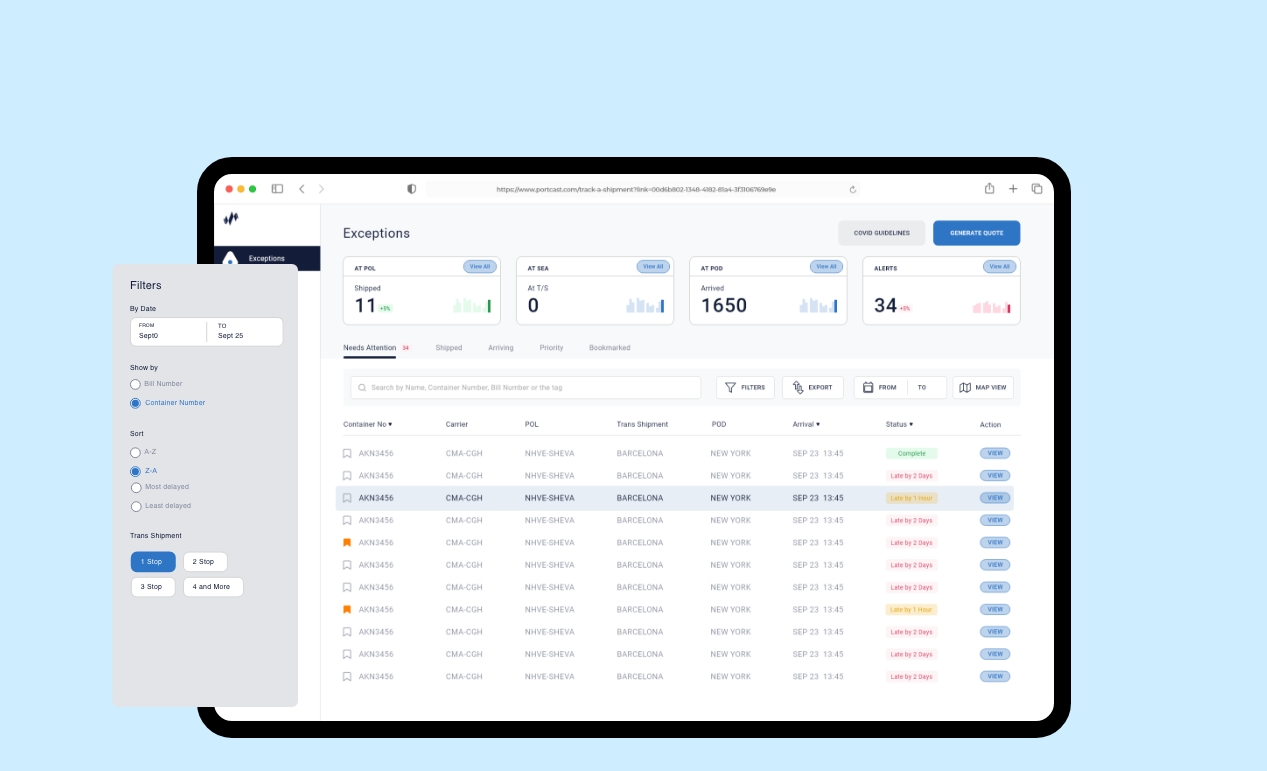 https://www.portcast.com/track-a-shipment?link=00d6b802-1348-4182-81a4-3f3106769e9e
Exceptions
Exceptions
COVID GUIDELINES
GENERATE QUOTE
AT POL View All
Shipped
11 +5%
AT SEA View All
At T/S
0
AT POD View All
Arrived
1650
ALERTS View All
34 +5%
Needs Attention 34 Shipped Arriving Priority Bookmarked
Search by Name, Container Number, Bill Number or the tag
FILTERS EXPORT FROM TO MAP VIEW
Container No ▾ Carrier POL Trans Shipment POD Arrival ▾ Status ▾ Action
AKN3456 CMA-CGH NHVE-SHEVA BARCELONA NEW YORK SEP 23 13:45 Complete VIEW
AKN3456 CMA-CGH NHVE-SHEVA BARCELONA NEW YORK SEP 23 13:45 Late by 2 Days VIEW
AKN3456 CMA-CGH NHVE-SHEVA BARCELONA NEW YORK SEP 23 13:45 Late by 1 Hour VIEW
AKN3456 CMA-CGH NHVE-SHEVA BARCELONA NEW YORK SEP 23 13:45 Late by 2 Days VIEW
AKN3456 CMA-CGH NHVE-SHEVA BARCELONA NEW YORK SEP 23 13:45 Late by 2 Days VIEW
AKN3456 CMA-CGH NHVE-SHEVA BARCELONA NEW YORK SEP 23 13:45 Late by 2 Days VIEW
AKN3456 CMA-CGH NHVE-SHEVA BARCELONA NEW YORK SEP 23 13:45 Late by 2 Days VIEW
AKN3456 CMA-CGH NHVE-SHEVA BARCELONA NEW YORK SEP 23 13:45 Late by 1 Hour VIEW
AKN3456 CMA-CGH NHVE-SHEVA BARCELONA NEW YORK SEP 23 13:45 Late by 2 Days VIEW
AKN3456 CMA-CGH NHVE-SHEVA BARCELONA NEW YORK SEP 23 13:45 Late by 2 Days VIEW
AKN3456 CMA-CGH NHVE-SHEVA BARCELONA NEW YORK SEP 23 13:45 Late by 2 Days VIEW
Filters
By Date
FROM TO
Sept0 Sept 25
Show by
Bill Number
Container Number
Sort
A-Z
Z-A
Most delayed
Least delayed
Trans Shipment
1 Stop 2 Stop
3 Stop 4 and More